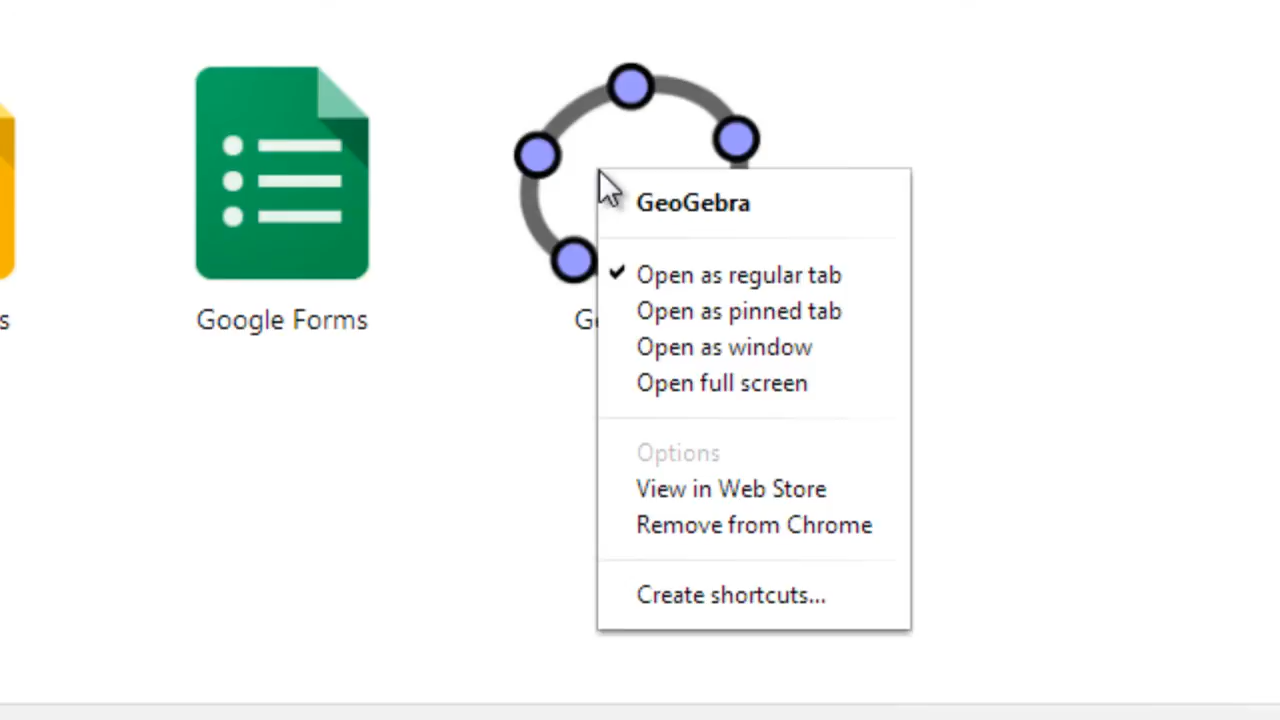 s
Google Forms
Ge
GeoGebra
Open as regular tab
Open as pinned tab
Open as window
Open full screen
Options
View in Web Store
Remove from Chrome
Create shortcuts...